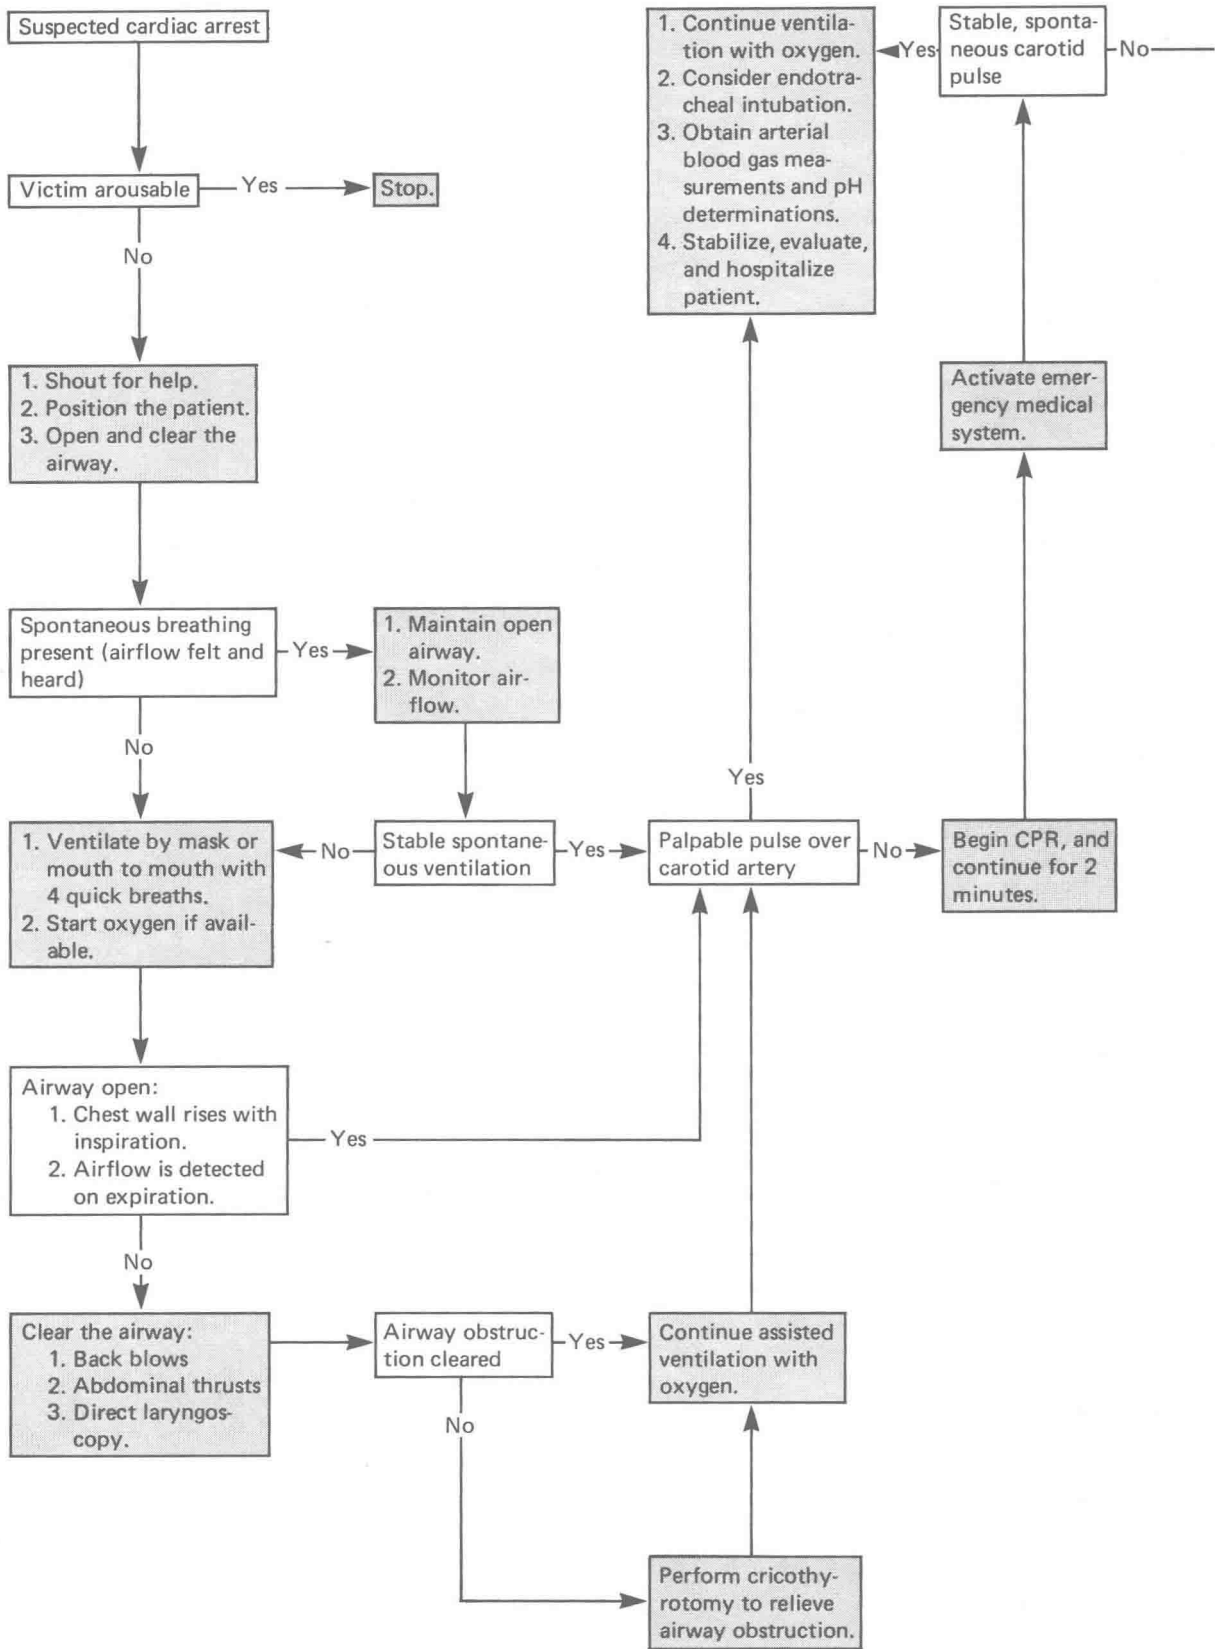 Suspected cardiac arrest
Victim arousable
Yes
Stop.
No
1. Shout for help.
2. Position the patient.
3. Open and clear the
airway.
Spontaneous breathing
present (airflow felt and
heard)
Yes
1. Maintain open
airway.
2. Monitor air-
flow.
No
1. Ventilate by mask or
mouth to mouth with
4 quick breaths.
2. Start oxygen if avail-
able.
No
Stable spontane-
ous ventilation
Yes
Palpable pulse over
carotid artery
No
Begin CPR, and
continue for 2
minutes.
Yes
1. Continue ventila-
tion with oxygen.
2. Consider endotra-
cheal intubation.
3. Obtain arterial
blood gas mea-
surements and pH
determinations.
4. Stabilize, evaluate,
and hospitalize
patient.
Yes
Stable, sponta-
neous carotid
pulse
No
Activate emer-
gency medical
system.
Airway open:
1. Chest wall rises with
inspiration.
2. Airflow is detected
on expiration.
Yes
No
Clear the airway:
1. Back blows
2. Abdominal thrusts
3. Direct laryngos-
copy.
Airway obstruc-
tion cleared
Yes
Continue assisted
ventilation with
oxygen.
No
Perform cricothy-
rotomy to relieve
airway obstruction.